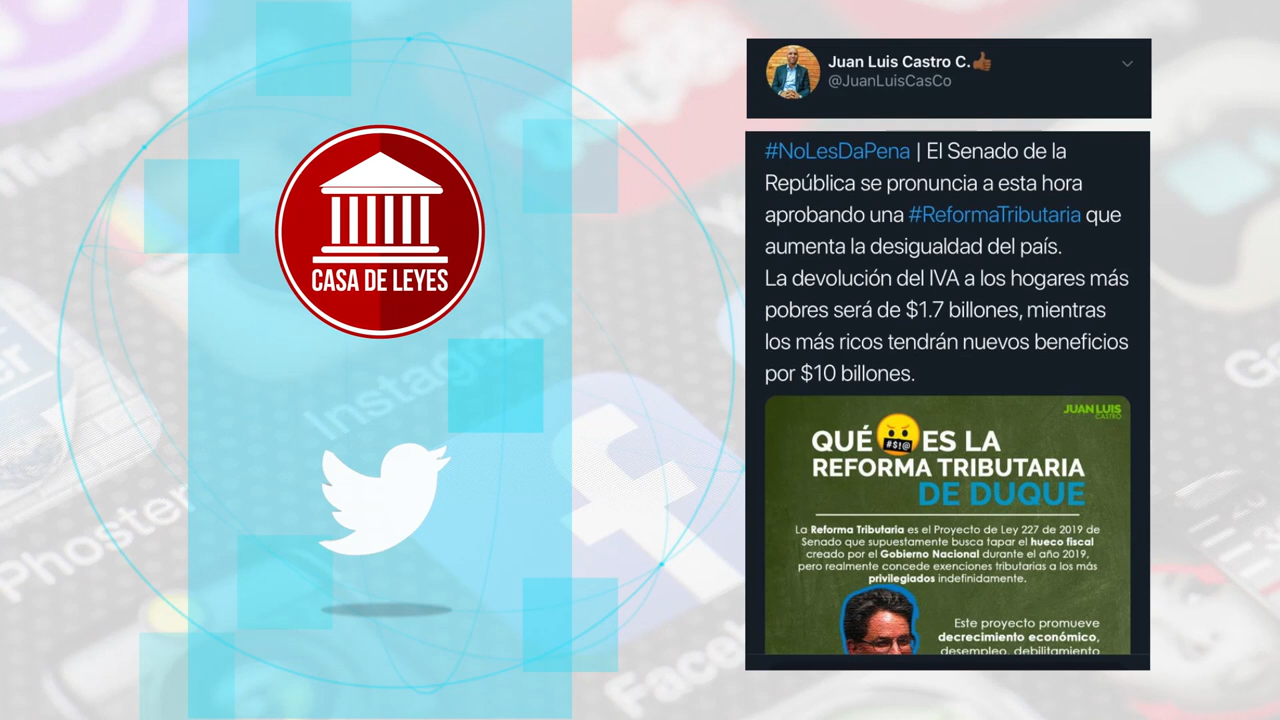 CASA DE LEYES
Instagram
Phoster
Juan Luis Castro C.👍🏾
@JuanLuisCasCo
#NoLesDaPena | El Senado de la
República se pronuncia a esta hora
aprobando una #ReformaTributaria que
aumenta la desigualdad del país.
La devolución del IVA a los hogares más
pobres será de $1.7 billones, mientras
los más ricos tendrán nuevos beneficios
por $10 billones.
JUAN LUIS
CASTRO
QUÉ 🤬 ES LA
REFORMA TRIBUTARIA
DE DUQUE
La Reforma Tributaria es el Proyecto de Ley 227 de 2019 de
Senado que supuestamente busca tapar el hueco fiscal
creado por el Gobierno Nacional durante el año 2019,
pero realmente concede exenciones tributarias a los más
privilegiados indefinidamente.
Este proyecto promueve
decrecimiento económico,
desempleo, debilitamiento